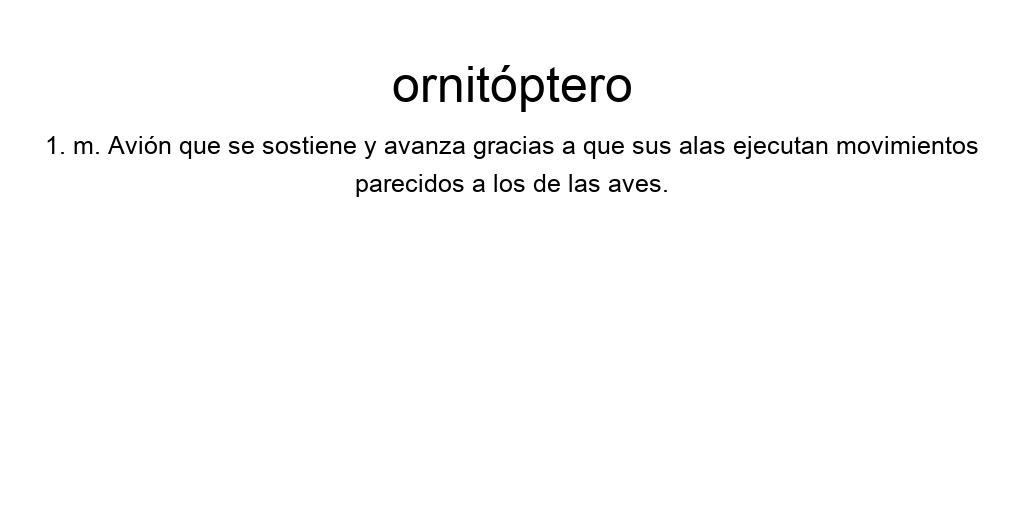 ornitóptero
1. m. Avión que se sostiene y avanza gracias a que sus alas ejecutan movimientos
parecidos a los de las aves.